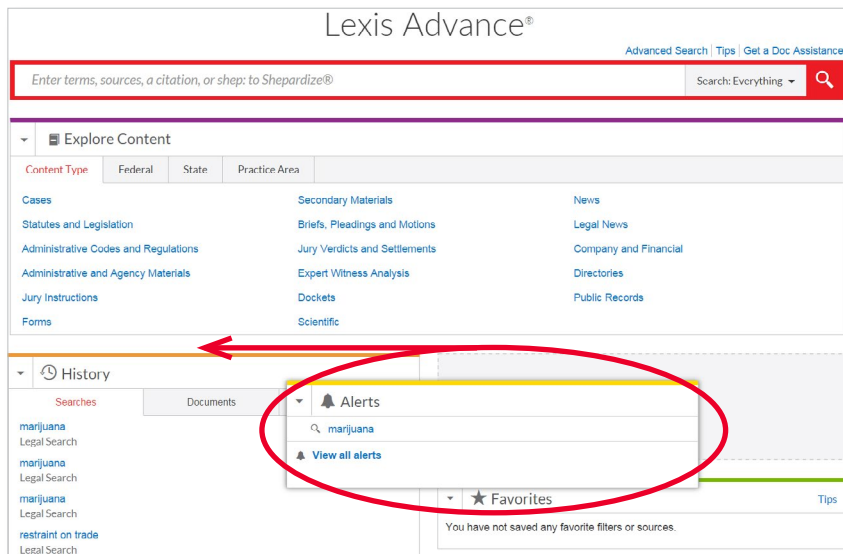 Lexis Advance®
Advanced Search | Tips | Get a Doc Assistance
Enter terms, sources, a citation, or shep: to Shepardize®
Search: Everything
Explore Content
Content Type Federal State Practice Area
Cases Secondary Materials News
Statutes and Legislation Briefs, Pleadings and Motions Legal News
Administrative Codes and Regulations Jury Verdicts and Settlements Company and Financial
Administrative and Agency Materials Expert Witness Analysis Directories
Jury Instructions Dockets Public Records
Forms Scientific
History
Searches Documents
marijuana
Legal Search
marijuana
Legal Search
marijuana
Legal Search
restraint on trade
Legal Search
Alerts
marijuana
View all alerts
Favorites Tips
You have not saved any favorite filters or sources.